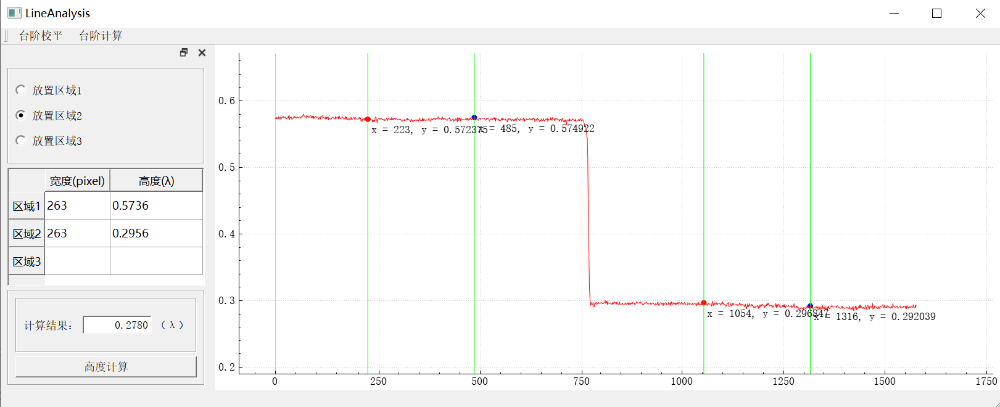 LineAnalysis
台阶校平 台阶计算
放置区域1
放置区域2
放置区域3
宽度(pixel) 高度(λ)
区域1 263 0.5736
区域2 263 0.2956
区域3
计算结果: 0.2780 (λ)
高度计算
0.6
0.5
0.4
0.3
0.2
x = 223, y = 0.572375
x = 485, y = 0.574922
x = 1054, y = 0.296847
x = 1316, y = 0.292039
0 250 500 750 1000 1250 1500 1750